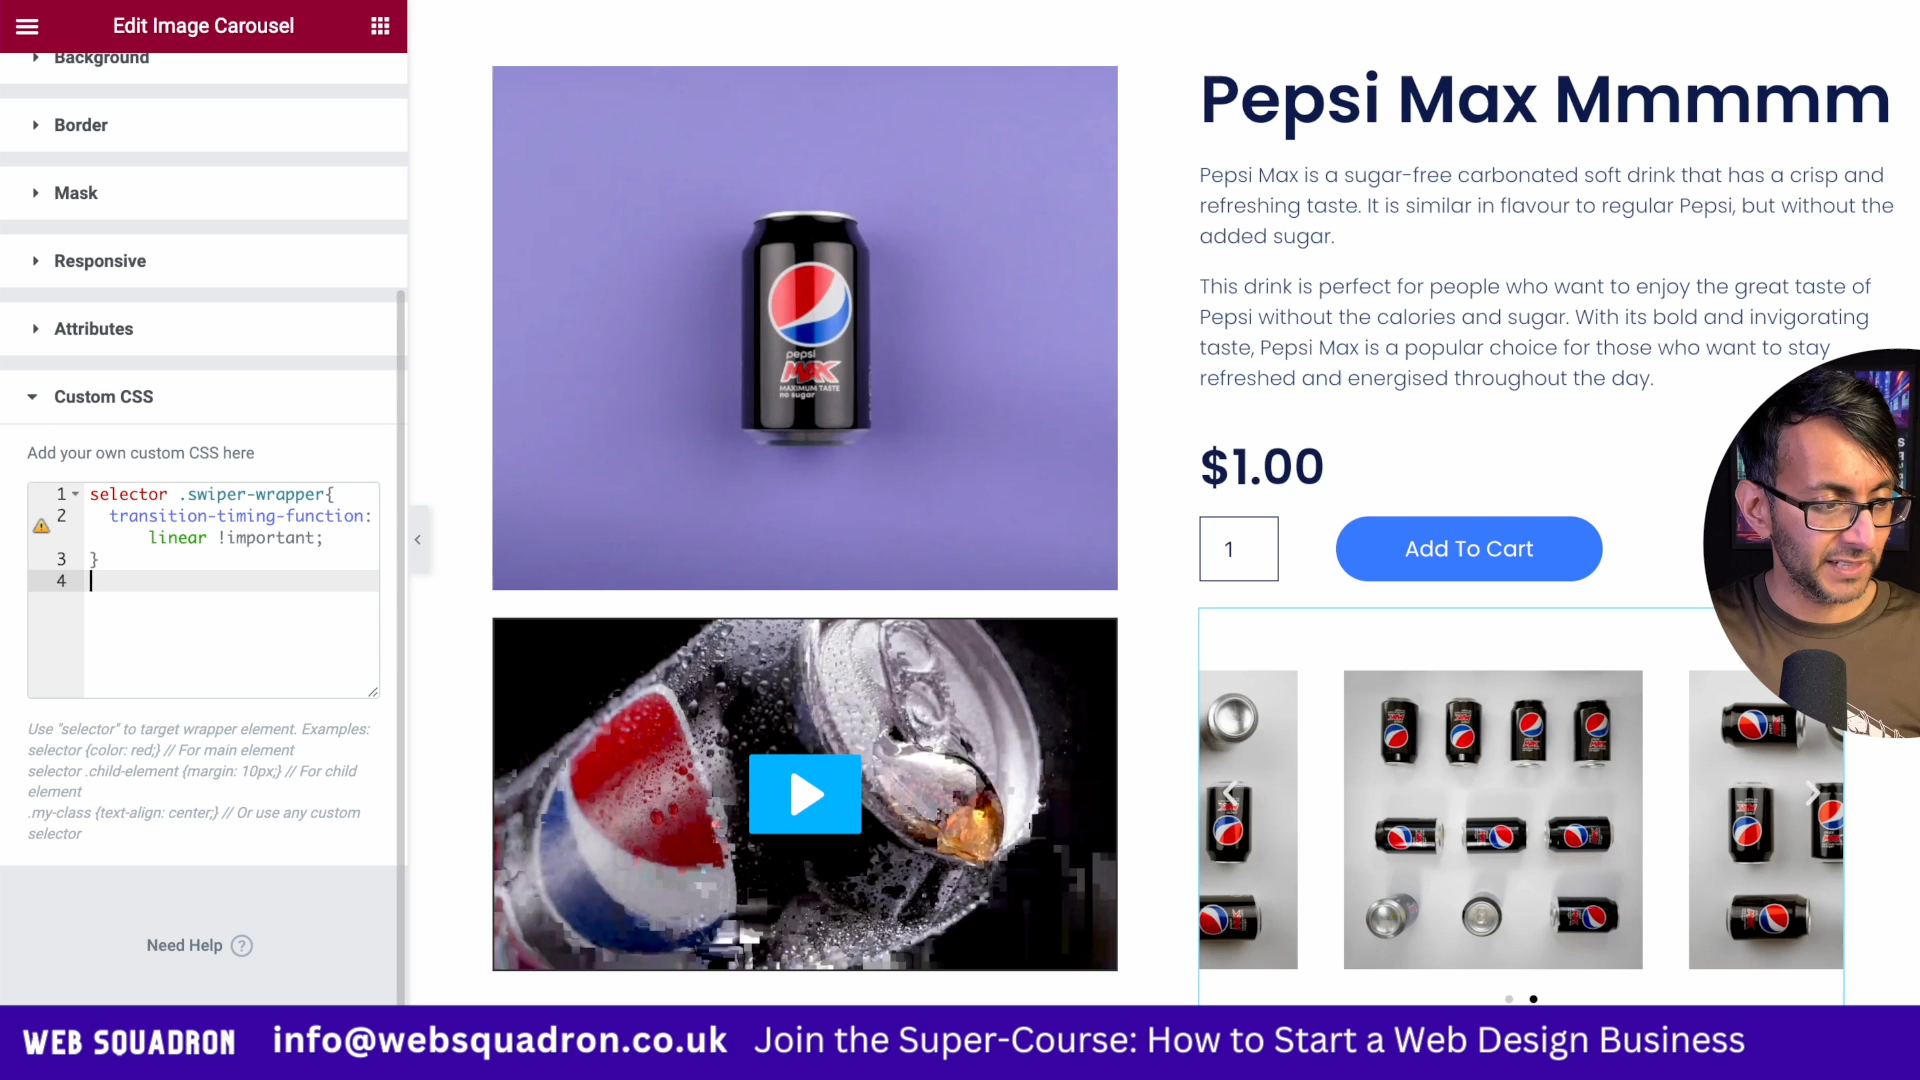 Edit Image Carousel
Background
Border
Mask
Responsive
Attributes
Custom CSS
Add your own custom CSS here
1 selector .swiper-wrapper{
2 transition-timing-function:
linear !important;
3 }
4
Use "selector" to target wrapper element. Examples:
selector {color: red;} // For main element
selector .child-element {margin: 10px;} // For child
element
.my-class {text-align: center;} // Or use any custom
selector
Need Help ?
pepsi
MAX
MAXIMUM TASTE
no sugar
Pepsi Max Mmmmm
Pepsi Max is a sugar-free carbonated soft drink that has a crisp and
refreshing taste. It is similar in flavour to regular Pepsi, but without the
added sugar.
This drink is perfect for people who want to enjoy the great taste of
Pepsi without the calories and sugar. With its bold and invigorating
taste, Pepsi Max is a popular choice for those who want to stay
refreshed and energised throughout the day.
$1.00
1
Add To Cart
WEB SQUADRON
info@websquadron.co.uk
Join the Super-Course: How to Start a Web Design Business